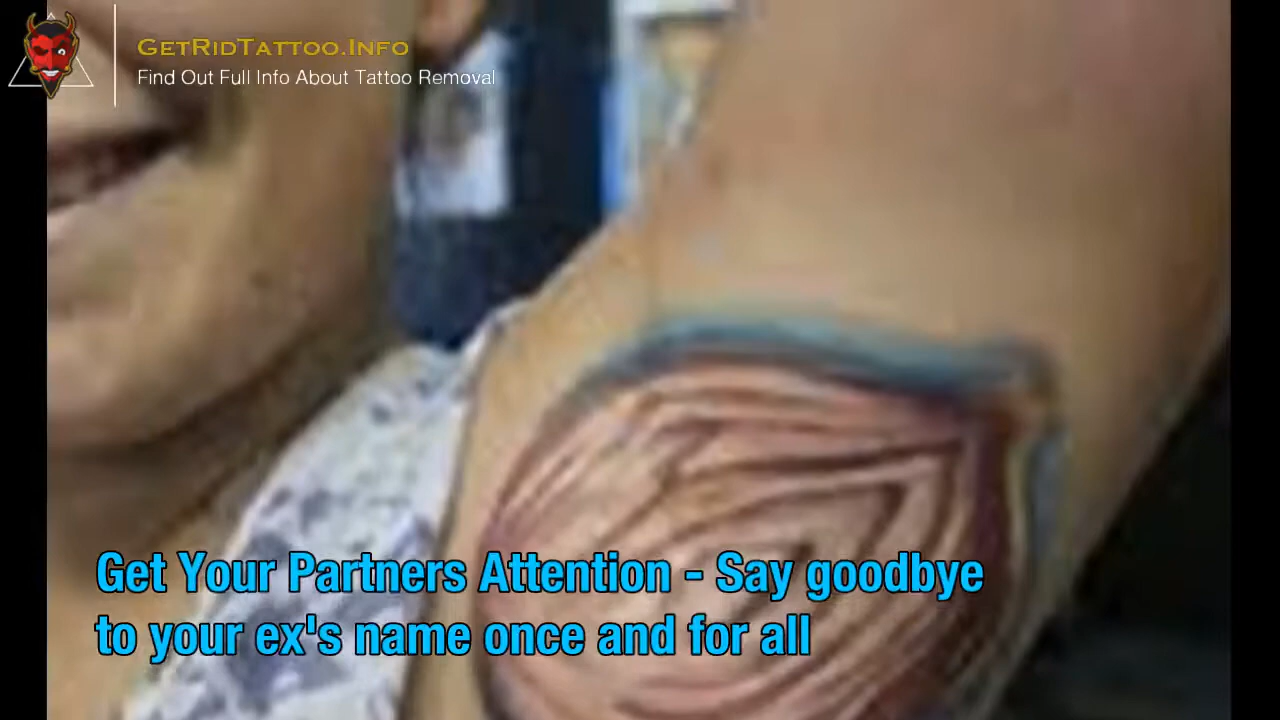 GetRidTattoo.Info
Find Out Full Info About Tattoo Removal
Get Your Partners Attention - Say goodbye
to your ex's name once and for all